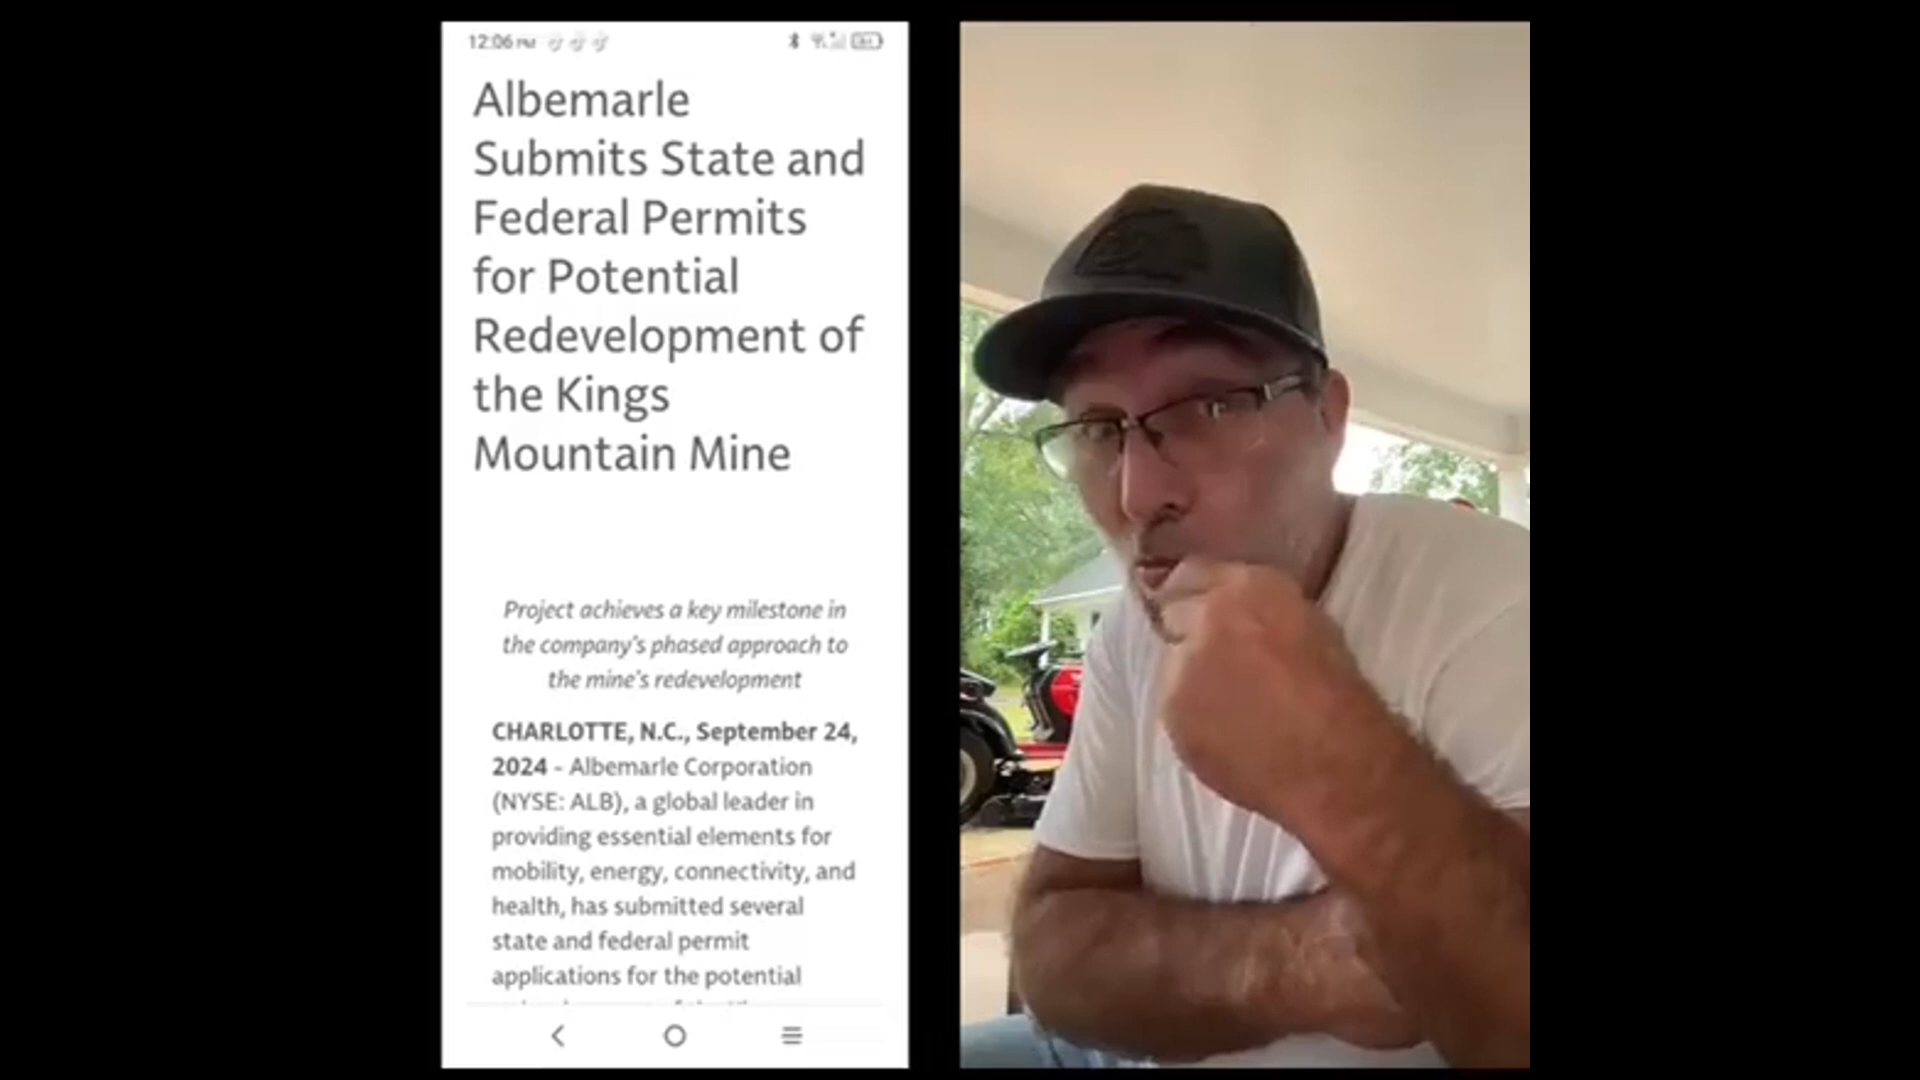 12:06 PM
Albemarle
Submits State and
Federal Permits
for Potential
Redevelopment of
the Kings
Mountain Mine
Project achieves a key milestone in
the company's phased approach to
the mine's redevelopment
CHARLOTTE, N.C., September 24,
2024 - Albemarle Corporation
(NYSE: ALB), a global leader in
providing essential elements for
mobility, energy, connectivity, and
health, has submitted several
state and federal permit
applications for the potential